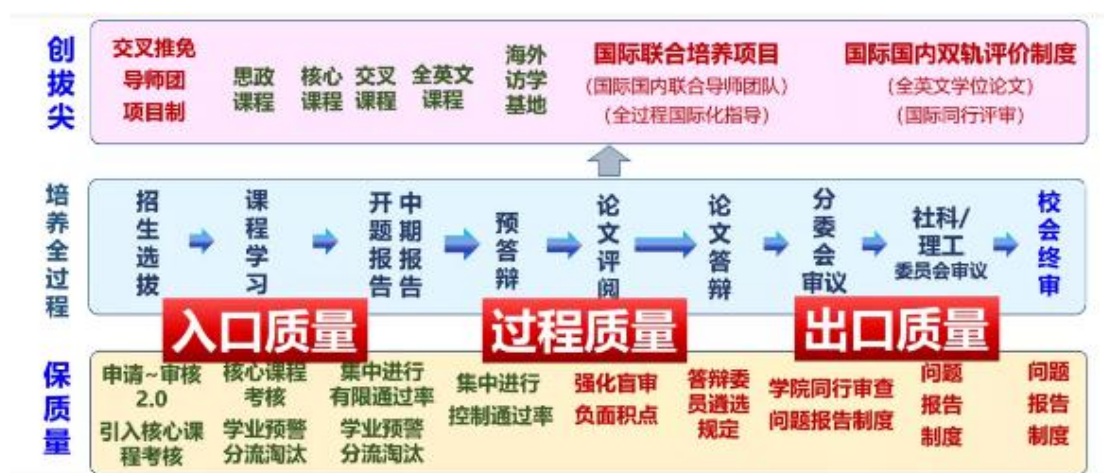 创拔尖
交叉推免
导师团
项目制
思政
课程
核心
课程
交叉
课程
全英文
课程
海外
访学
基地
国际联合培养项目
(国际国内联合导师团队)
(全过程国际化指导)
国际国内双轨评价制度
(全英文学位论文)
(国际同行评审)
培养全过程
招生选拔
课程学习
开题报告
中期报告
预答辩
论文评阅
论文答辩
分委会
审议
社科/
理工
委员会审议
校会终审
入口质量
过程质量
出口质量
保质量
申请~审核
2.0
引入核心课
程考核
核心课程
考核
学业预警
分流淘汰
集中进行
有限通过率
学业预警
分流淘汰
集中进行
控制通过率
强化盲审
负面积点
答辩委
员遴选
规定
学院同行审查
问题报告制度
问题
报告
制度
问题
报告
制度